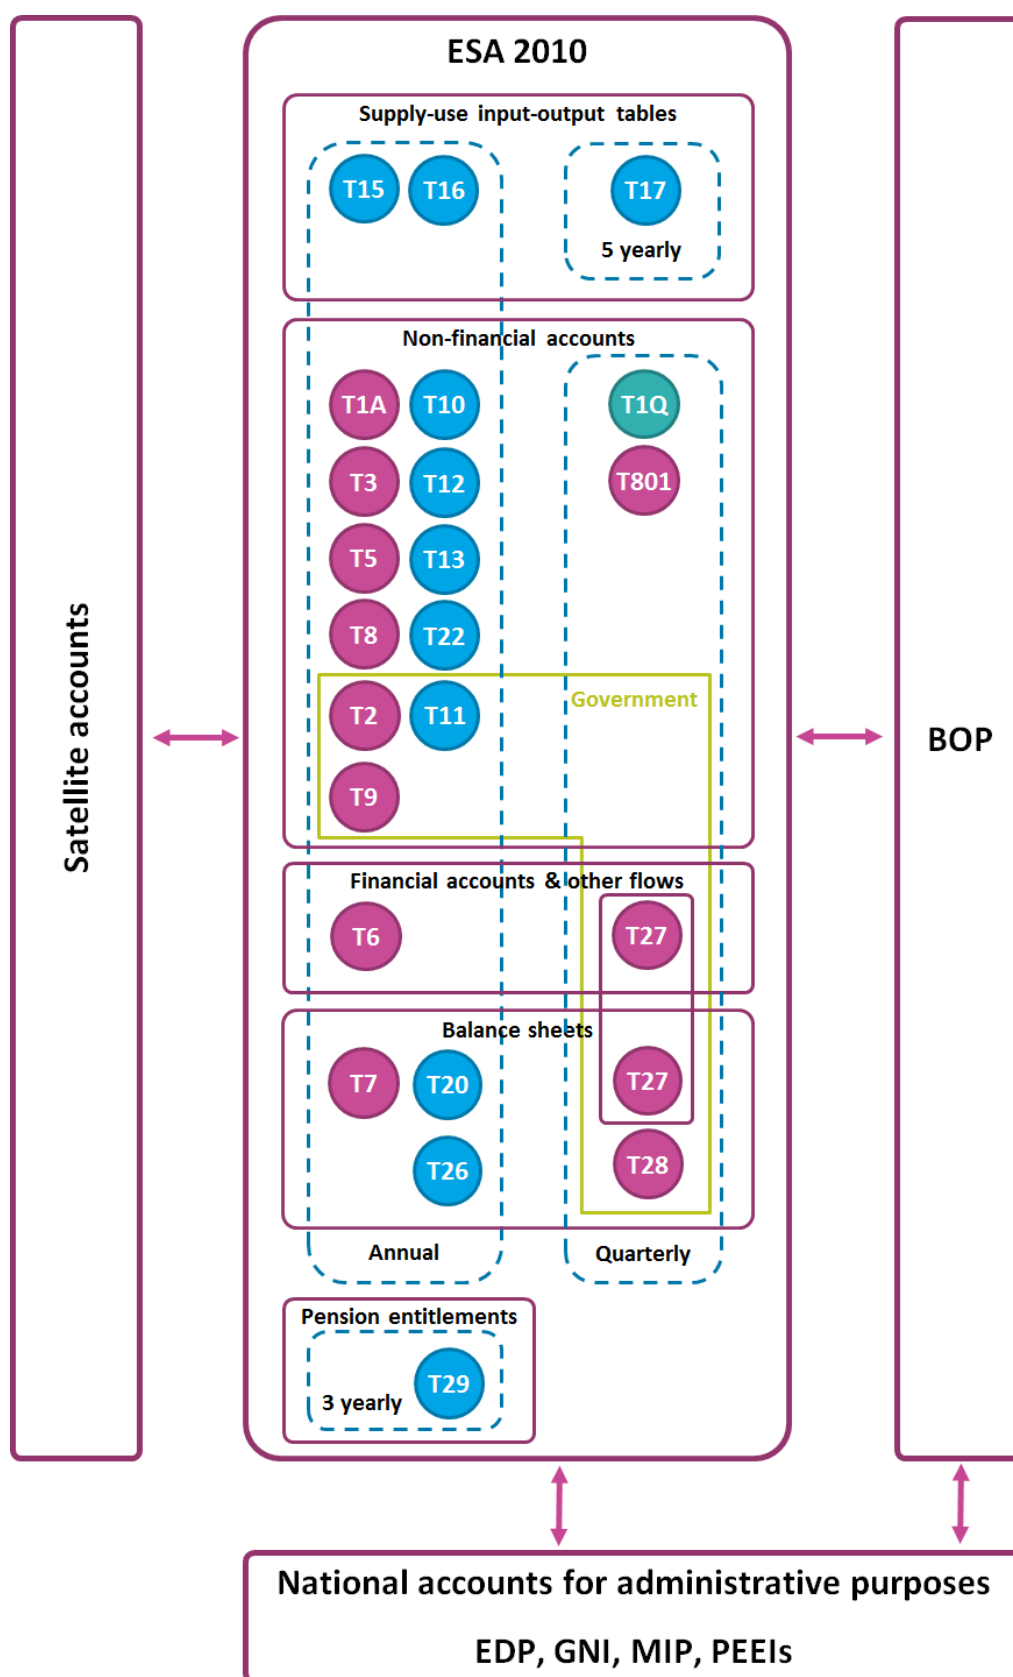 ESA 2010
Supply-use input-output tables
T15 T16 T17
5 yearly
Non-financial accounts
T1A T10 T1Q
T3 T12 T801
T5 T13
T8 T22
Government
T2 T11
T9
Financial accounts & other flows
T6 T27
Balance sheets
T7 T20 T27
T26 T28
Annual Quarterly
Pension entitlements
T29
3 yearly
Satellite accounts
BOP
National accounts for administrative purposes
EDP, GNI, MIP, PEEIs